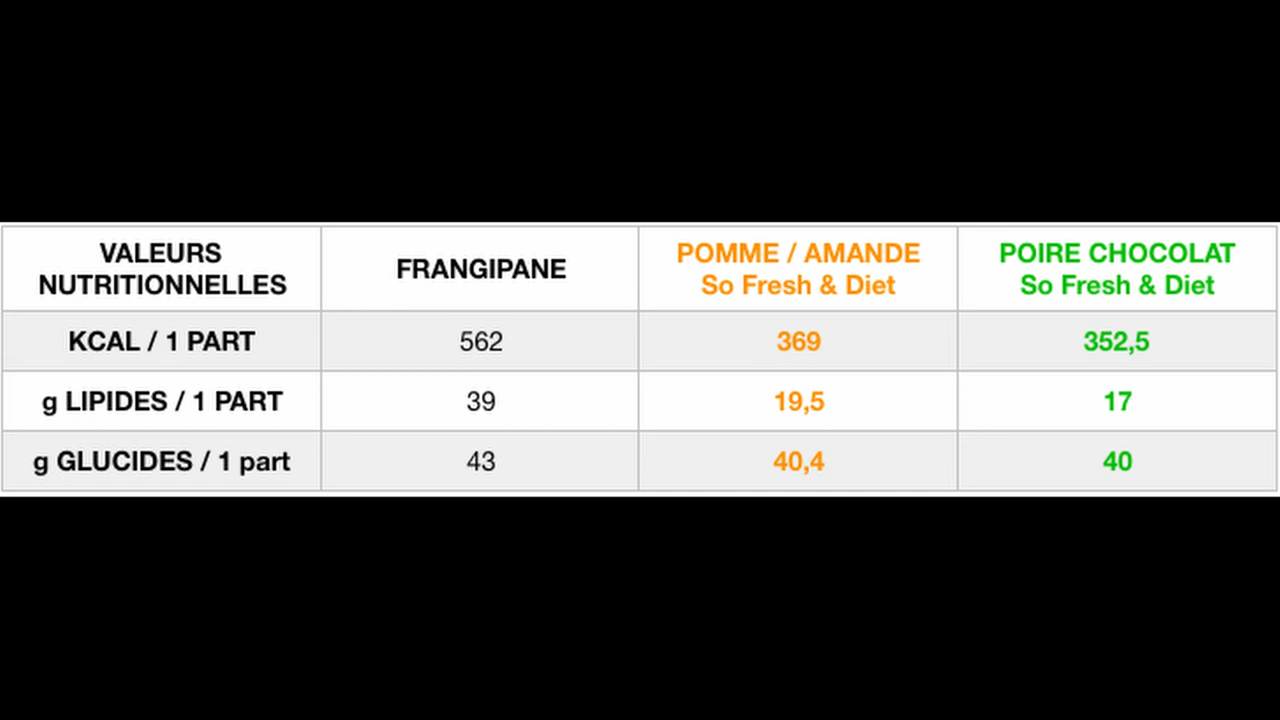 VALEURS
NUTRITIONNELLES
FRANGIPANE
POMME / AMANDE
So Fresh & Diet
POIRE CHOCOLAT
So Fresh & Diet
KCAL / 1 PART
562
369
352,5
g LIPIDES / 1 PART
39
19,5
17
g GLUCIDES / 1 part
43
40,4
40